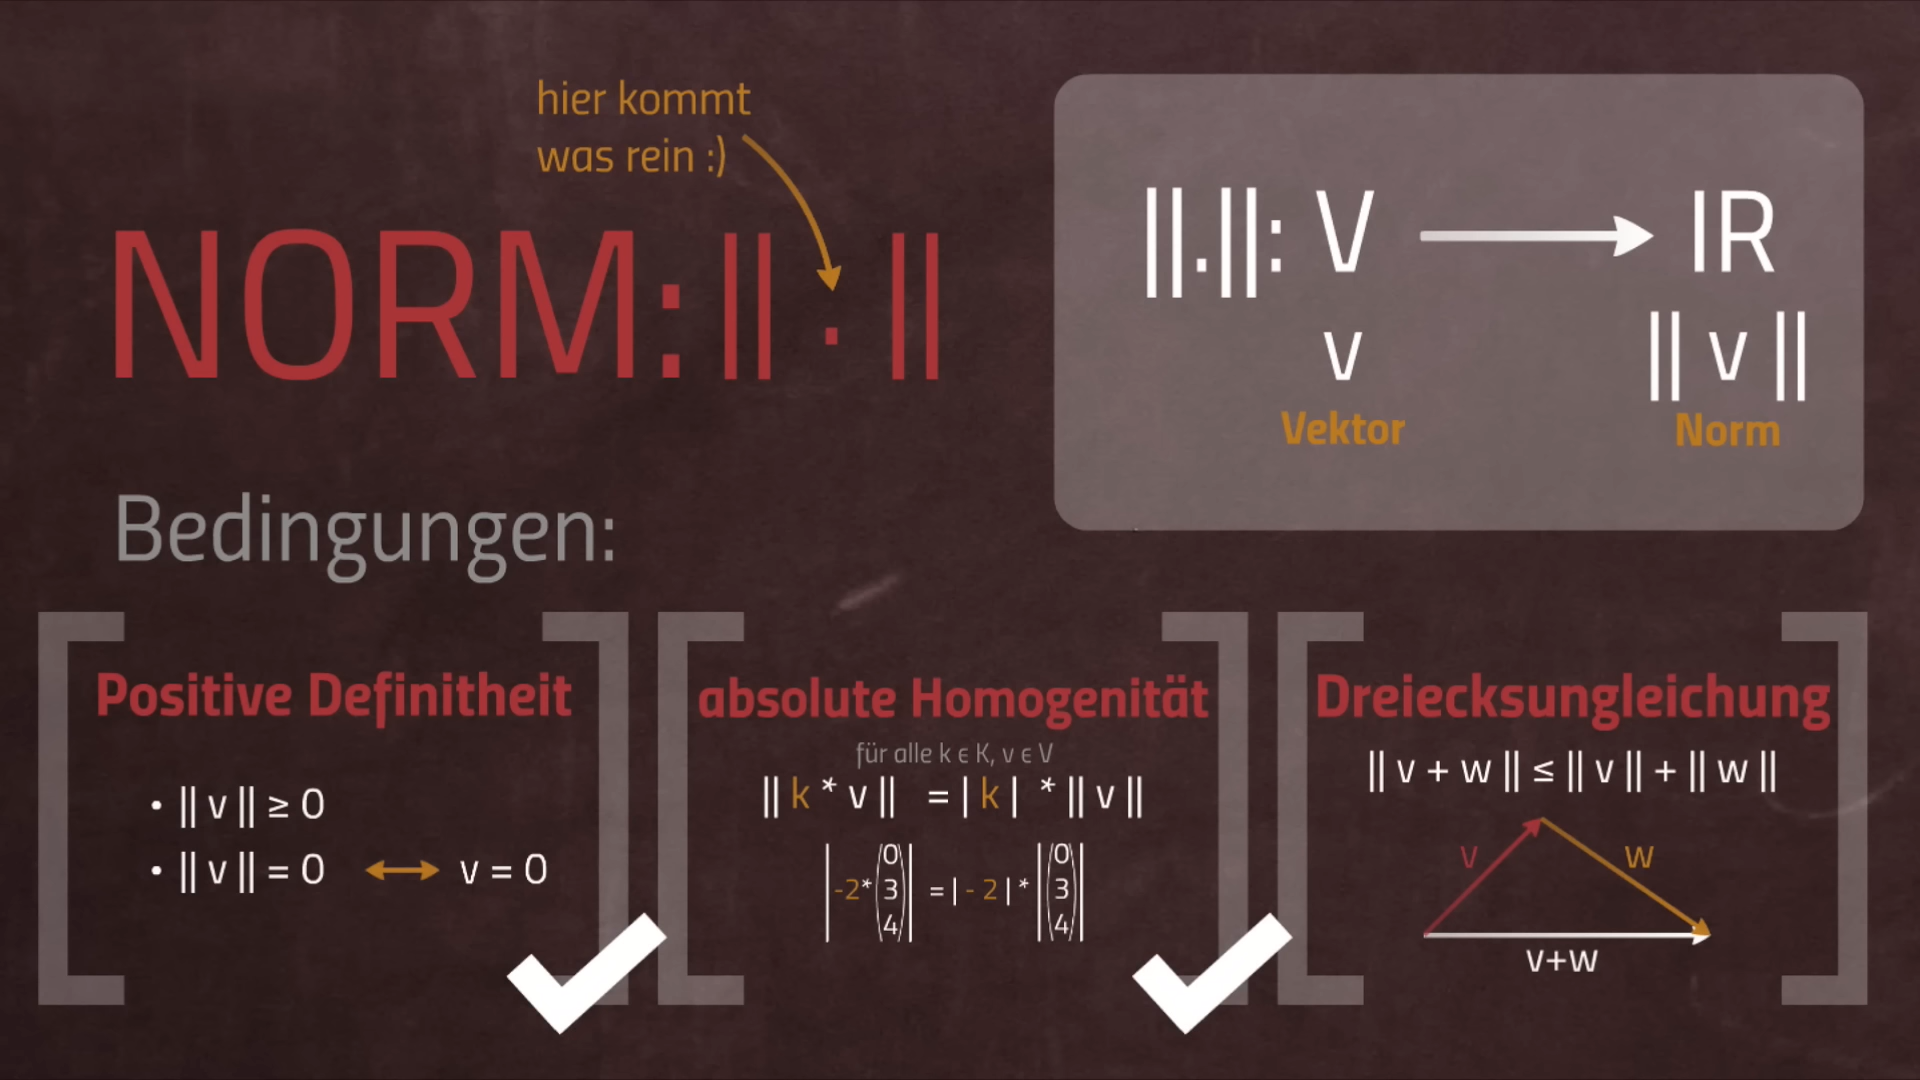 hier kommt
was rein :)
NORM: || · ||
||.||: V → IR
v || v ||
Vektor Norm
Bedingungen:
Positive Definitheit
• || v || ≥ 0
• || v || = 0 ↔ v = 0
absolute Homogenität
für alle k ∈ K, v ∈ V
|| k * v || = | k | * || v ||
|-2*(0 3 4)| = | - 2 | * |(0 3 4)|
Dreiecksungleichung
|| v + w || ≤ || v || + || w ||
v w
v+w